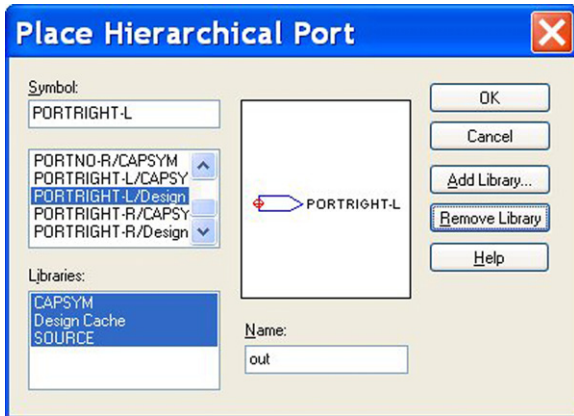 Place Hierarchical Port
Symbol:
PORTRIGHT-L
PORTNO-R/CAPSYM
PORTRIGHT-L/CAPSY
PORTRIGHT-L/Design
PORTRIGHT-R/CAPSY
PORTRIGHT-R/Design
Libraries:
CAPSYM
Design Cache
SOURCE
PORTRIGHT-L
Name:
out
OK
Cancel
Add Library...
Remove Library
Help